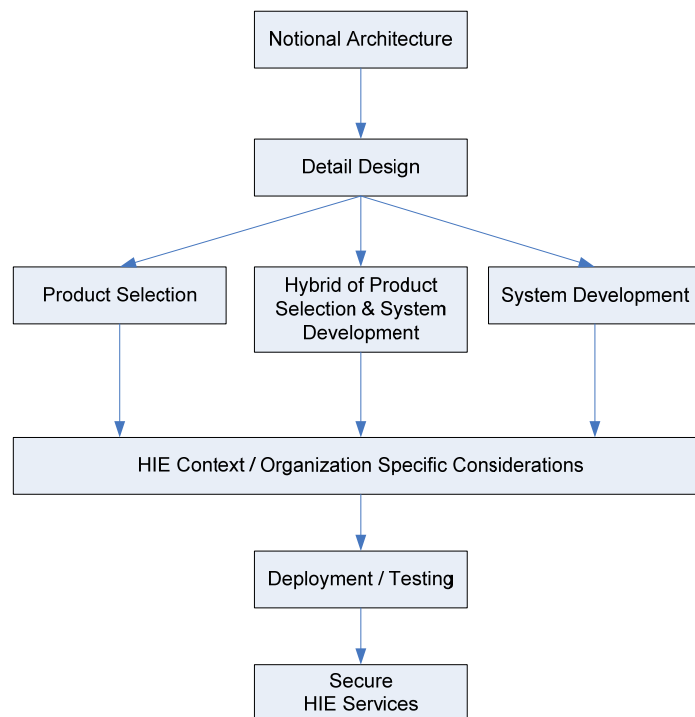 Notional Architecture
Detail Design
Product Selection
Hybrid of Product
Selection & System
Development
System Development
HIE Context / Organization Specific Considerations
Deployment / Testing
Secure
HIE Services